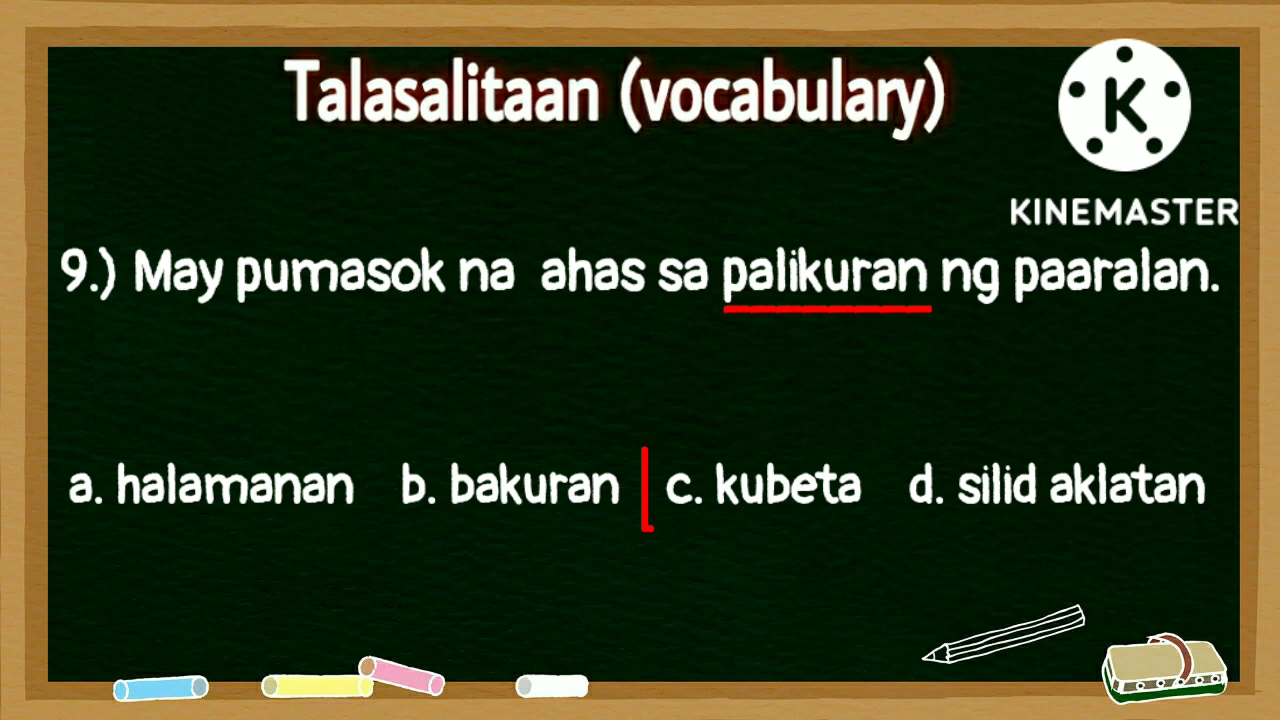 Talasalitaan (vocabulary)
K
KINEMASTER
9.) May pumasok na ahas sa palikuran ng paaralan.
a. halamanan b. bakuran c. kubeta d. silid aklatan